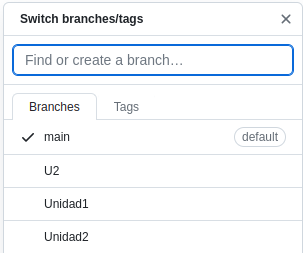 Switch branches/tags
Find or create a branch...
Branches Tags
main default
U2
Unidad1
Unidad2